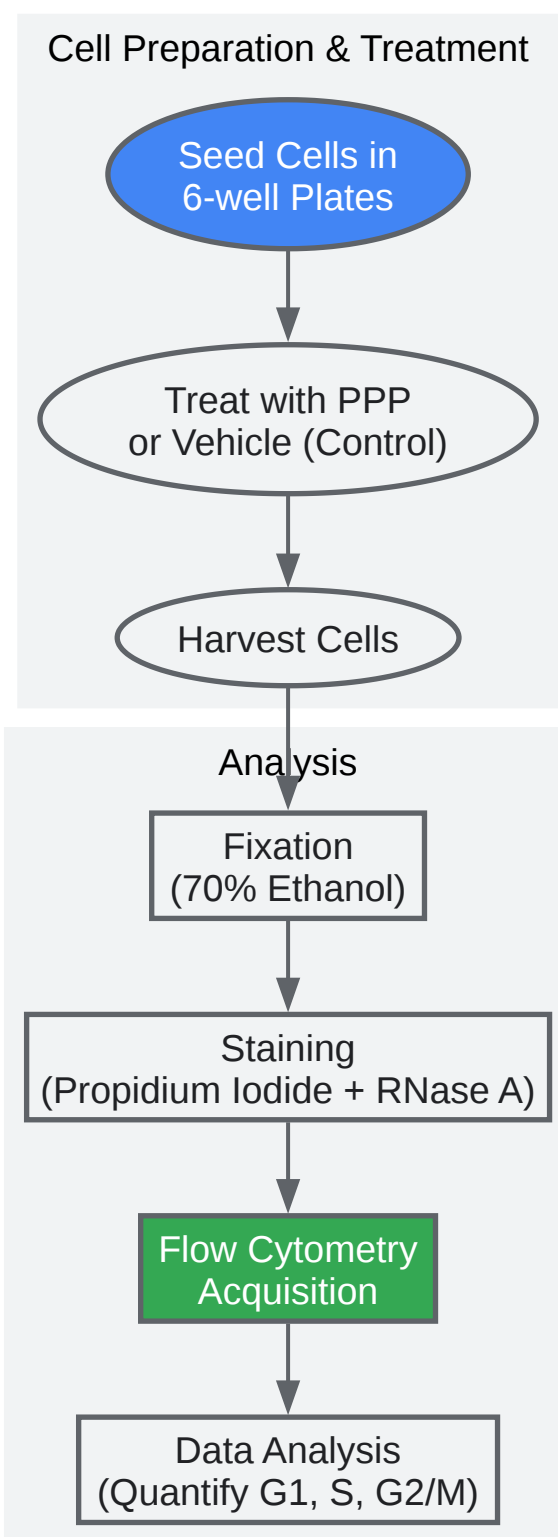 Cell Preparation & Treatment
Seed Cells in
6-well Plates
Treat with PPP
or Vehicle (Control)
Harvest Cells
Analysis
Fixation
(70% Ethanol)
Staining
(Propidium Iodide + RNase A)
Flow Cytometry
Acquisition
Data Analysis
(Quantify G1, S, G2/M)